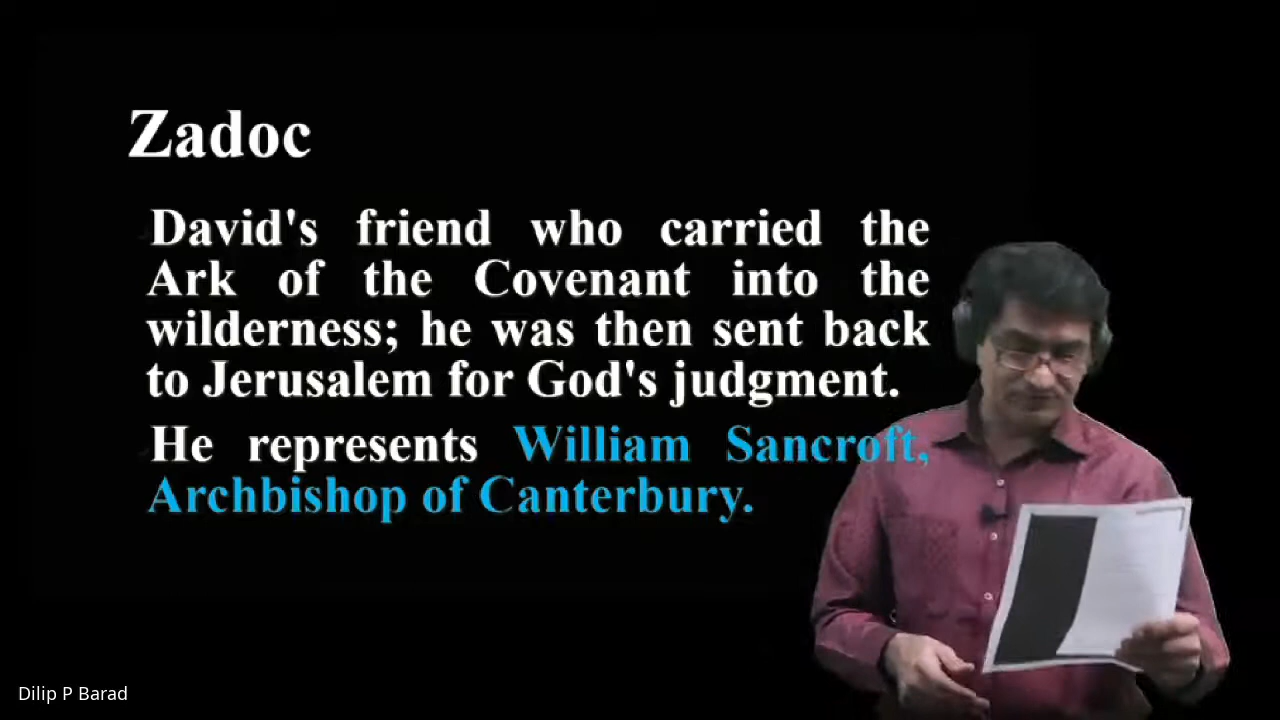 Zadoc
David's friend who carried the
Ark of the Covenant into the
wilderness; he was then sent back
to Jerusalem for God's judgment.
He represents William Sancroft,
Archbishop of Canterbury.
Dilip P Barad